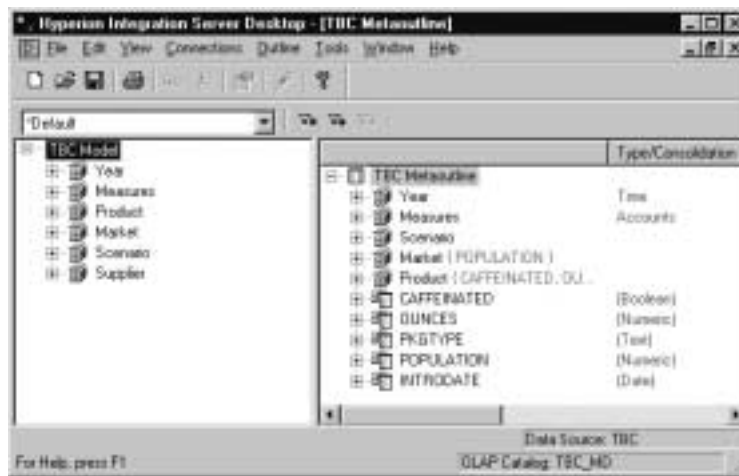 Hyperion Integration Server Desktop - [TBC Metaoutline]
File Edit View Connections Outline Tools Window Help
*Default
TBC Model
Year
Measures
Product
Market
Scenario
Supplier
Type/Consolidation
TBC Metaoutline
Year Time
Measures Accounts
Scenario
Market ( POPULATION )
Product ( CAFFEINATED, OU...
CAFFEINATED (Boolean)
OUNCES (Numeric)
PKGTYPE (Text)
POPULATION (Numeric)
INTRODATE (Date)
Data Source: TBC
For Help, press F1 OLAP Catalog: TBC_MD